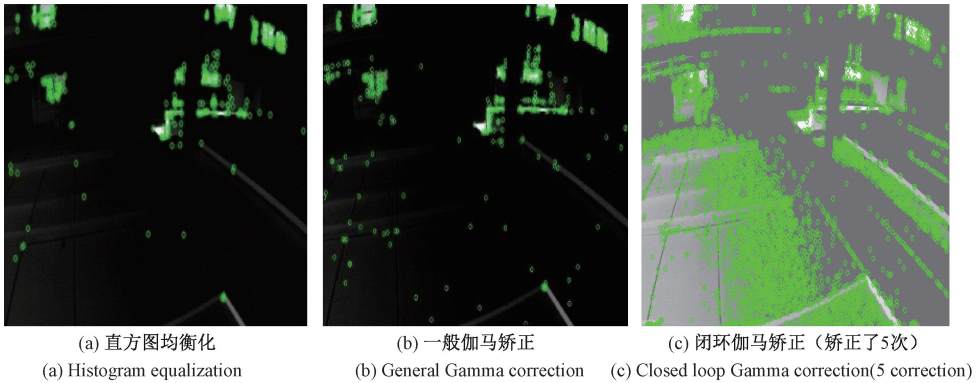 (a) 直方图均衡化
(b) 一般伽马矫正
(c) 闭环伽马矫正（矫正了5次）
(a) Histogram equalization
(b) General Gamma correction
(c) Closed loop Gamma correction(5 correction)